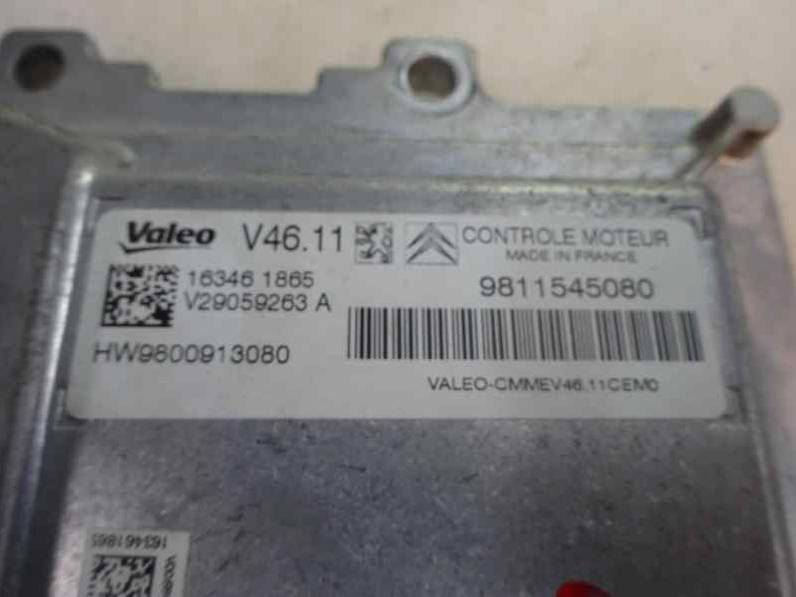 Valeo V46.11 CONTROLE MOTEUR
MADE IN FRANCE
16346 1865
V29059263 A
9811545080
HW9800913080
VALEO-CMMEV46.11CEM0
163461865